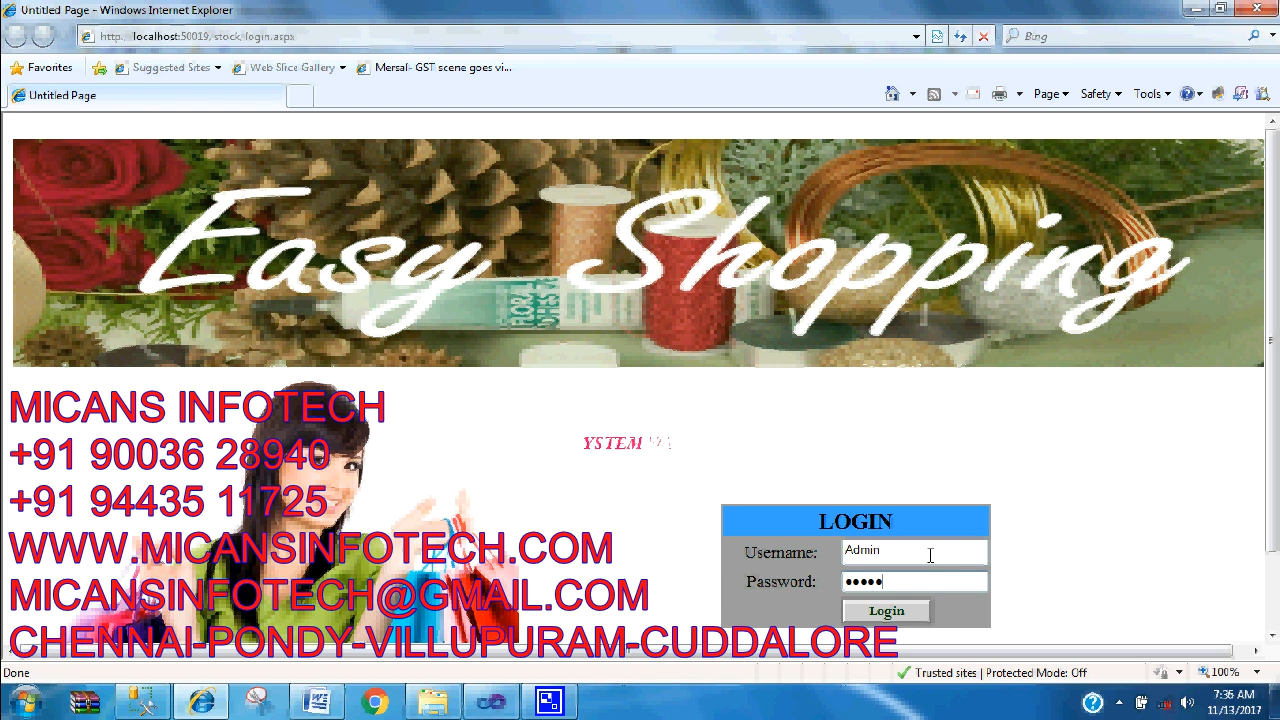 Untitled Page - Windows Internet Explorer
http://localhost:50019/stock/login.aspx
Bing
Favorites
Suggested Sites
Web Slice Gallery
Mersal- GST scene goes vi...
Untitled Page
Page
Safety
Tools
Easy Shopping
MICANS INFOTECH
YSTEM
+91 90036 28940
+91 94435 11725
LOGIN
WWW.MICANSINFOTECH.COM
Username: Admin
MICANSINFOTECH@GMAIL.COM
Password: •••••
Login
CHENNAI-PONDY-VILLUPURAM-CUDDALORE
Done
Trusted sites | Protected Mode: Off
100%
7:36 AM
11/13/2017